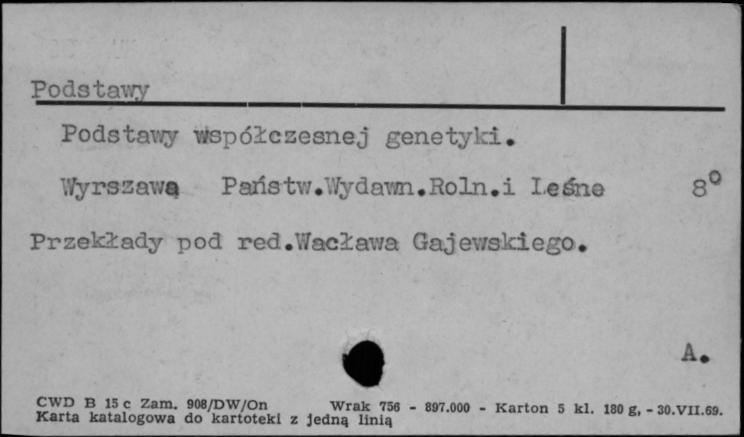 Podstawy
Podstawy współczesnej genetyki.
Wyrszawą Państw.Wydawn.Roln.i Leśne 8°
Przekłady pod red.Wacława Gajewskiego.
A.
CWD B 15 c Zam. 908/DW/On Wrak 756 - 897.000 - Karton 5 kl. 180 g, - 30.VII.69.
Karta katalogowa do kartoteki z jedną linią